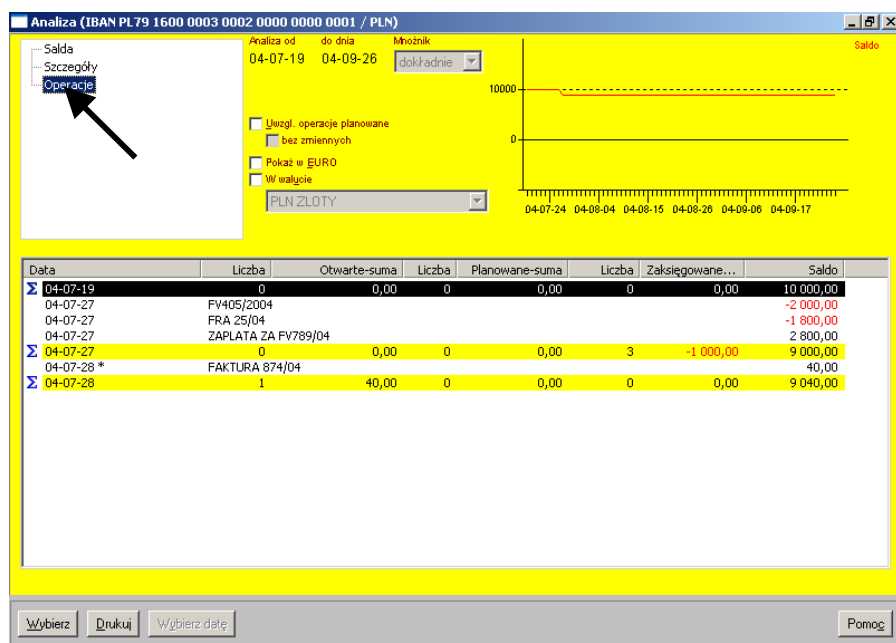 Analiza (IBAN PL79 1600 0003 0002 0000 0000 0001 / PLN)
Salda
Szczegóły
Operacje
Analiza od do dnia Mnożnik
04-07-19 04-09-26 dokładnie
Uwzgl. operacje planowane
bez zmiennych
Pokaż w EURO
W walucie
PLN ZLOTY
Saldo
10000
0
04-07-24 04-08-04 04-08-15 04-08-26 04-09-06 04-09-17
Data Liczba Otwarte-suma Liczba Planowane-suma Liczba Zaksięgowane... Saldo
Σ 04-07-19 0 0,00 0 0,00 0 0,00 10 000,00
04-07-27 FV405/2004 -2 000,00
04-07-27 FRA 25/04 -1 800,00
04-07-27 ZAPLATA ZA FV789/04 2 800,00
Σ 04-07-27 0 0,00 0 0,00 3 -1 000,00 9 000,00
04-07-28 * FAKTURA 874/04 40,00
Σ 04-07-28 1 40,00 0 0,00 0 0,00 9 040,00
Wybierz Drukuj Wybierz datę Pomoc